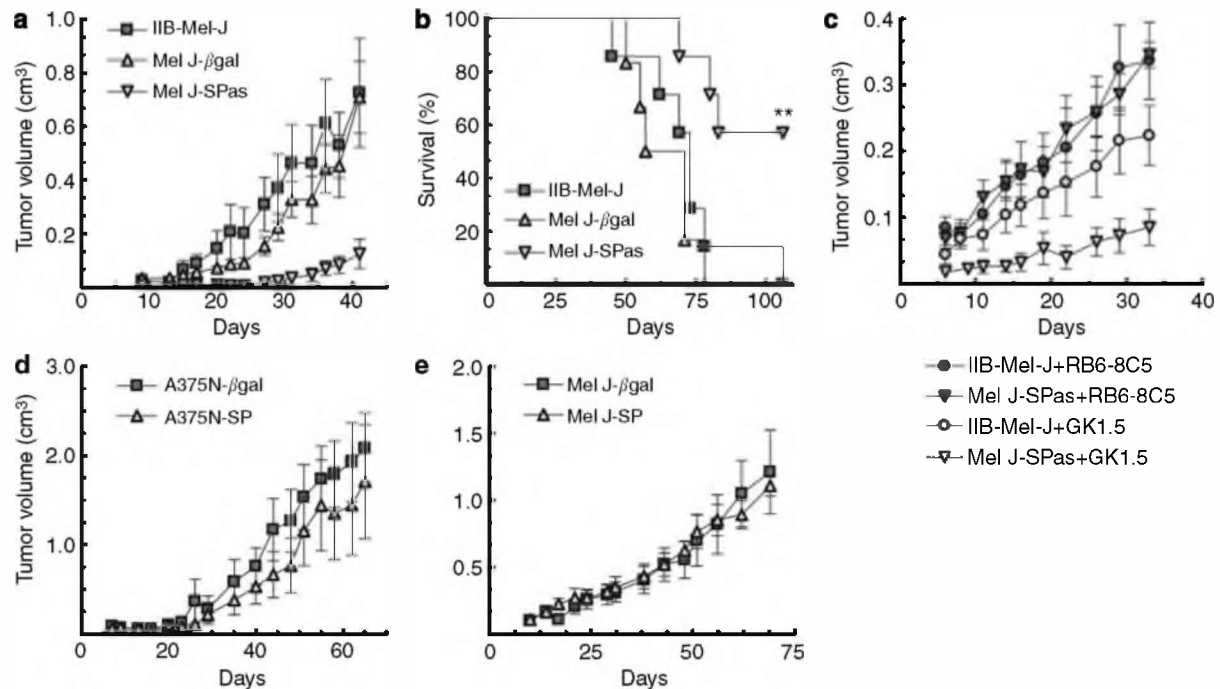 a
IIB-Mel-J
Mel J-βgal
Mel J-SPas
Tumor volume (cm³)
1.0
0.8
0.6
0.4
0.2
0 10 20 30 40
Days
b
100
80
60
40
20
Survival (%)
**
IIB-Mel-J
Mel J-βgal
Mel J-SPas
0 25 50 75 100
Days
c
Tumor volume (cm³)
0.4
0.3
0.2
0.1
0 10 20 30 40
Days
IIB-Mel-J+RB6-8C5
Mel J-SPas+RB6-8C5
IIB-Mel-J+GK1.5
Mel J-SPas+GK1.5
d
A375N-βgal
A375N-SP
Tumor volume (cm³)
3.0
2.0
1.0
0 20 40 60
Days
e
Mel J-βgal
Mel J-SP
2.0
1.5
1.0
0.5
0 25 50 75
Days